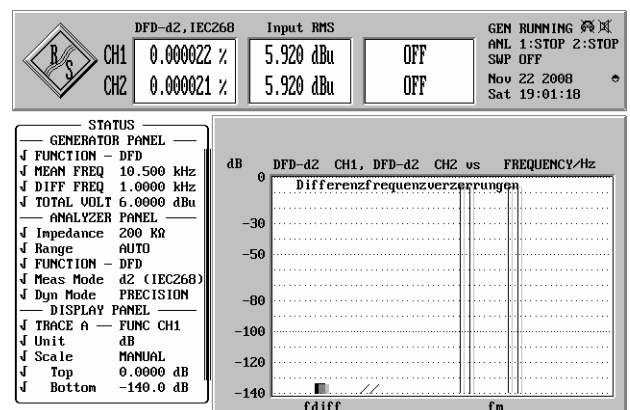 DFD-d2,IEC268 Input RMS
R&S CH1 0.000022 % 5.920 dBu OFF
CH2 0.000021 % 5.920 dBu OFF
GEN RUNNING
ANL 1:STOP 2:STOP
SWP OFF
Nov 22 2008
Sat 19:01:18
STATUS
GENERATOR PANEL
FUNCTION - DFD
MEAN FREQ 10.500 kHz
DIFF FREQ 1.0000 kHz
TOTAL VOLT 6.0000 dBu
ANALYZER PANEL
Impedance 200 KΩ
Range AUTO
FUNCTION - DFD
Meas Mode d2 (IEC268)
Dyn Mode PRECISION
DISPLAY PANEL
TRACE A — FUNC CH1
Unit dB
Scale MANUAL
Top 0.0000 dB
Bottom -140.0 dB
dB DFD-d2 CH1, DFD-d2 CH2 vs FREQUENCY/Hz
Differenzfrequenzverzerrungen
0
-30
-50
-80
-100
-120
-140
fdiff fm